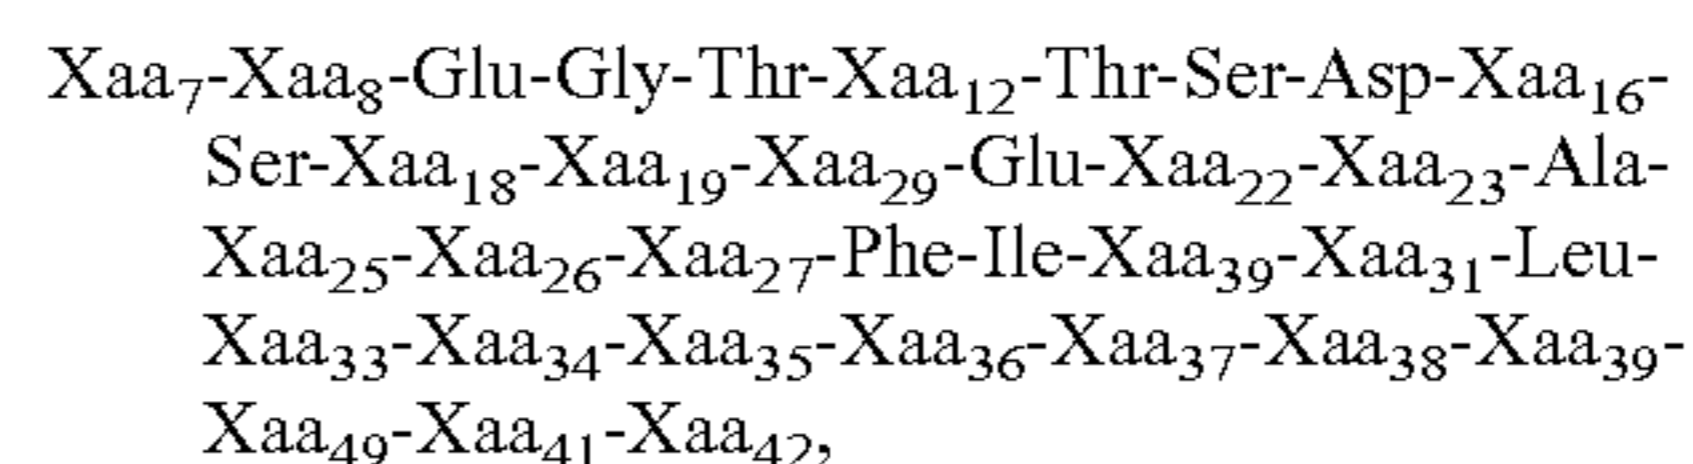 Xaa₇-Xaa₈-Glu-Gly-Thr-Xaa₁₂-Thr-Ser-Asp-Xaa₁₆-
Ser-Xaa₁₈-Xaa₁₉-Xaa₂₉-Glu-Xaa₂₂-Xaa₂₃-Ala-
Xaa₂₅-Xaa₂₆-Xaa₂₇-Phe-Ile-Xaa₃₉-Xaa₃₁-Leu-
Xaa₃₃-Xaa₃₄-Xaa₃₅-Xaa₃₆-Xaa₃₇-Xaa₃₈-Xaa₃₉-
Xaa₄₉-Xaa₄₁-Xaa₄₂,